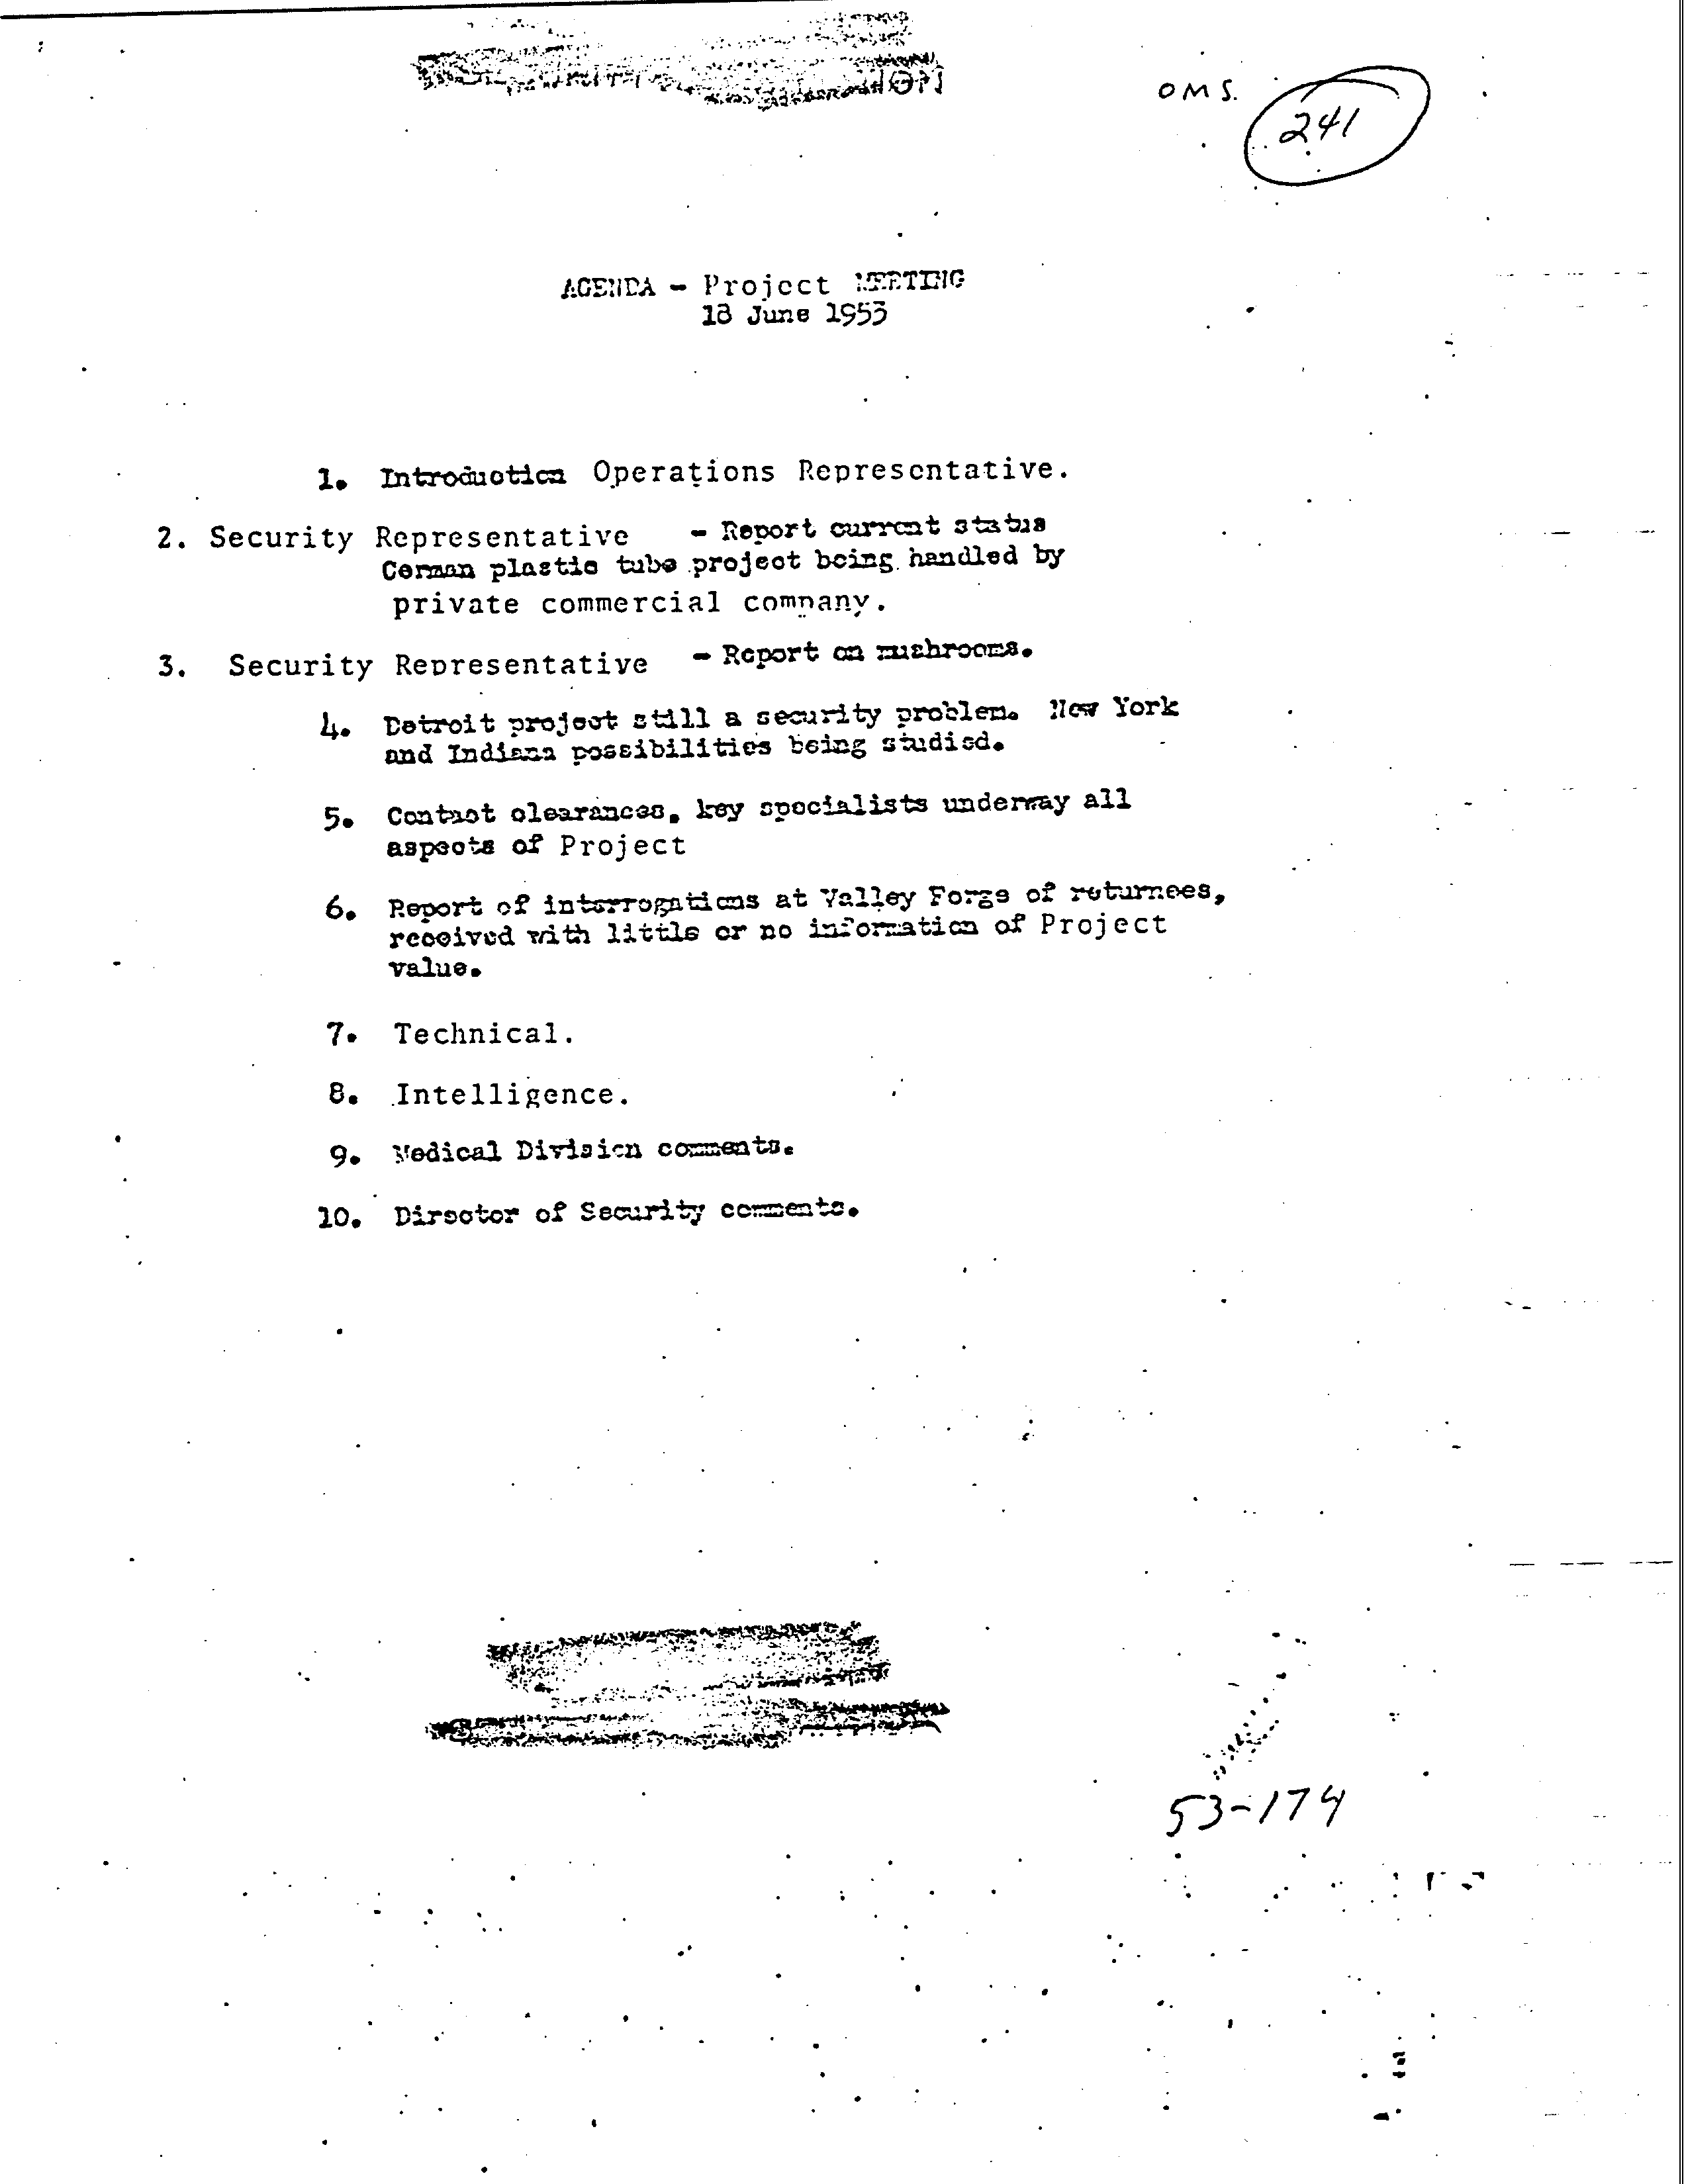 OMS.
241
AGENDA - Project MEETING
18 June 1953
1. Introduction Operations Representative.
2. Security Representative - Report current status
German plastic tube project being handled by
private commercial company.
3. Security Representative - Report on mushrooms.
4. Detroit project still a security problem. New York
and Indiana possibilities being studied.
5. Contact clearances, key specialists underway all
aspects of Project
6. Report of interrogations at Valley Forge of returnees,
received with little or no information of Project
value.
7. Technical.
8. Intelligence.
9. Medical Division comments.
10. Director of Security comments.
53-174